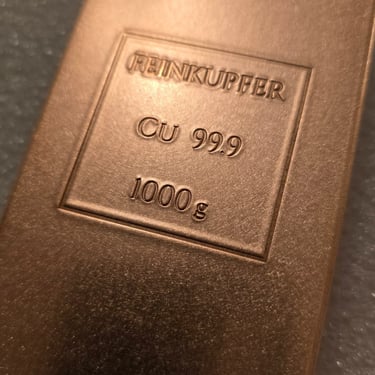 FEINKUPFER
CU 99.9
1000g